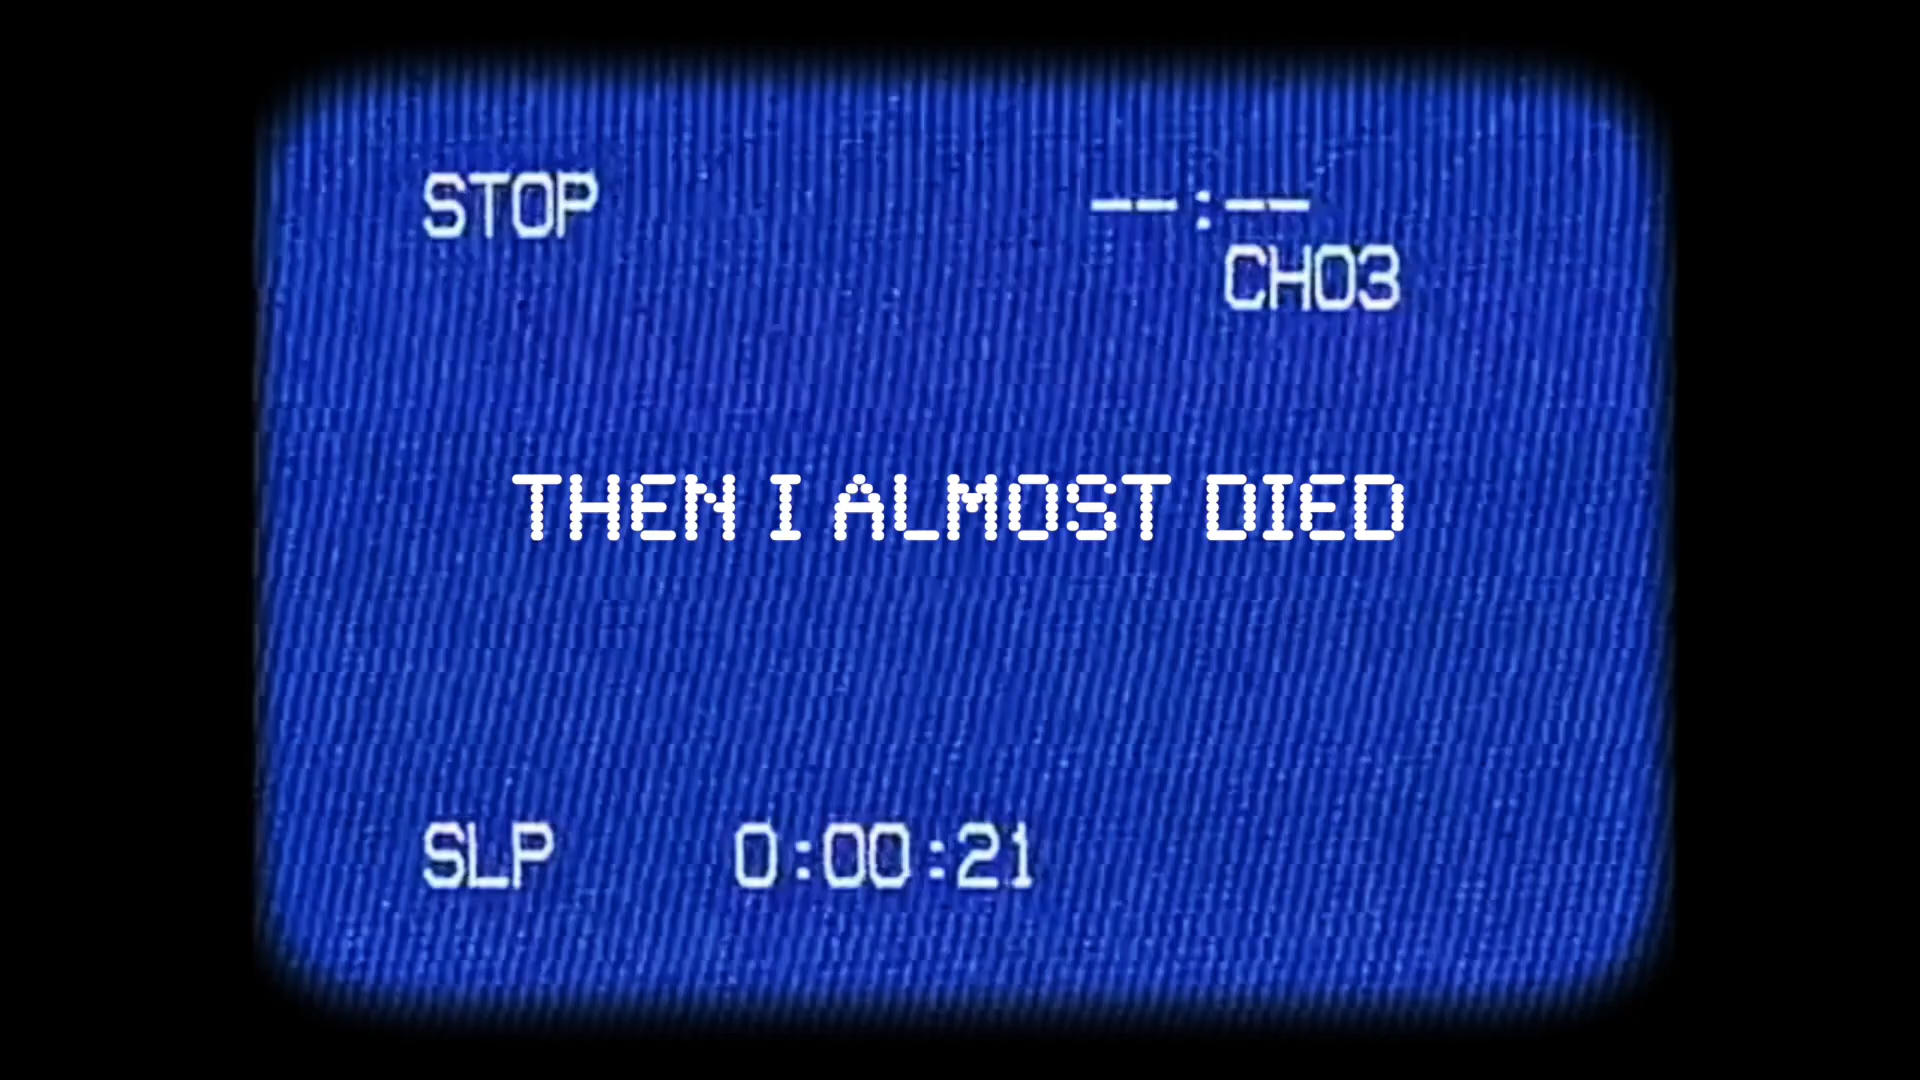 STOP
--:--
CH03
THEN I ALMOST DIED
SLP 0:00:21